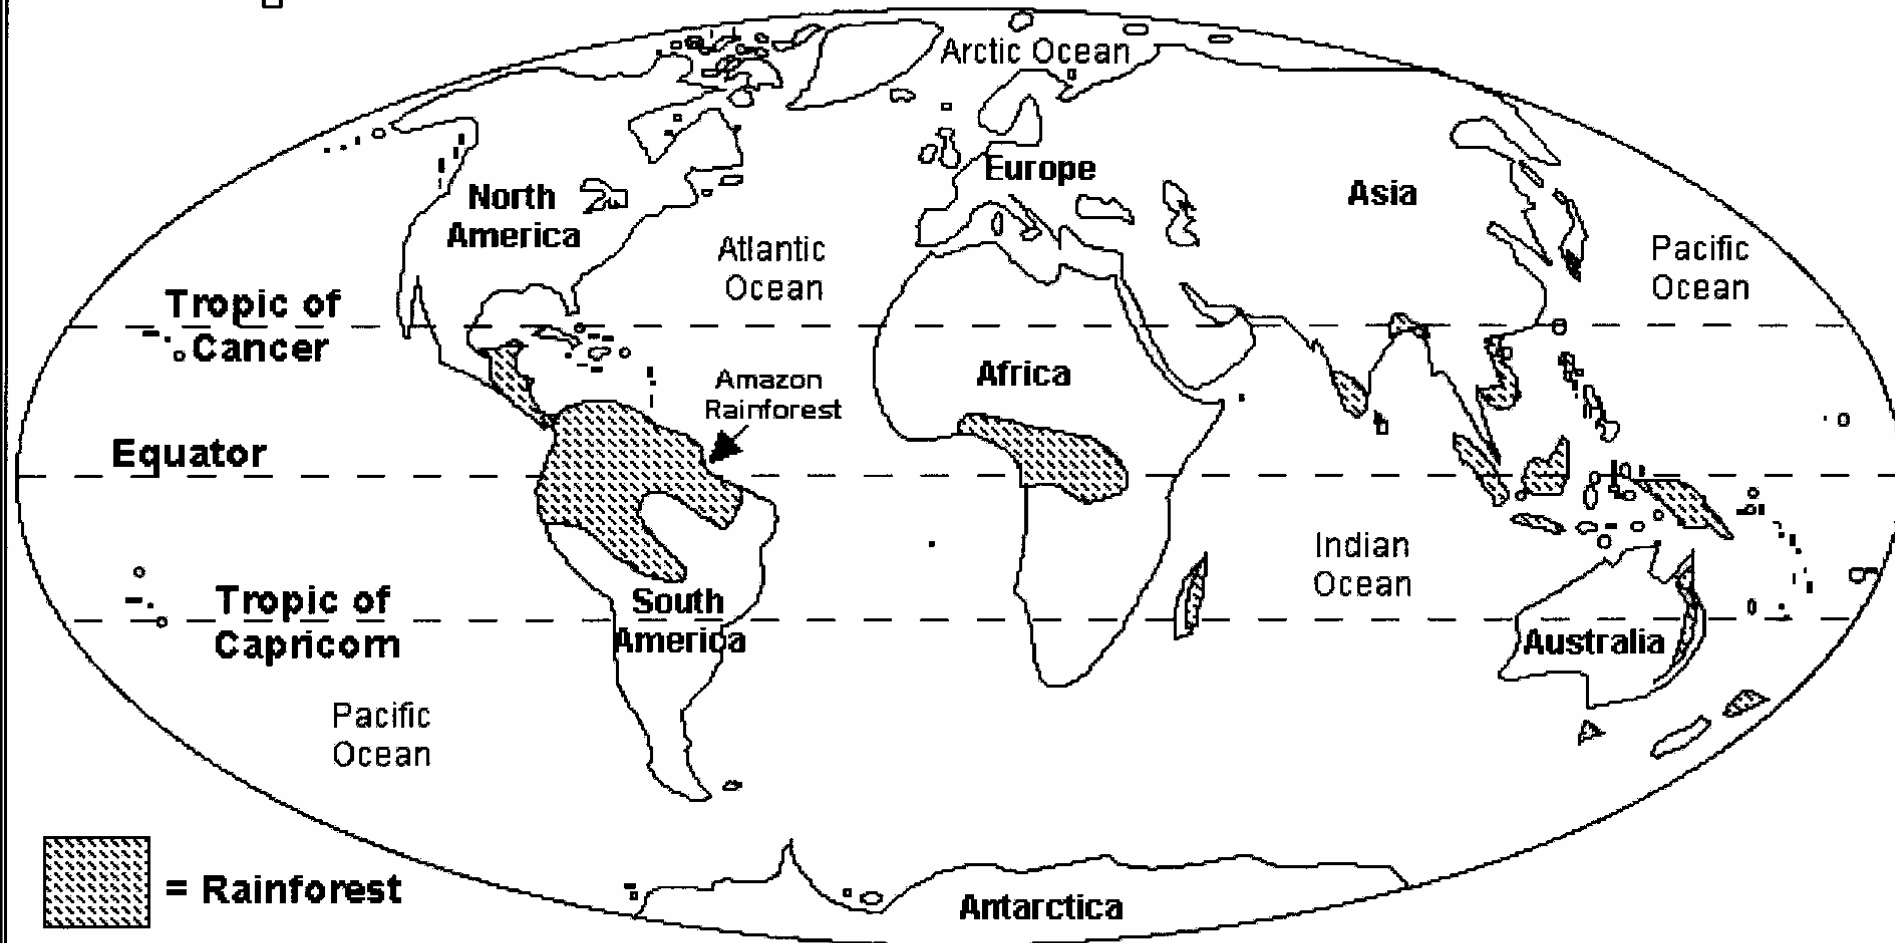 Arctic Ocean
Europe
Asia
North
America
Atlantic
Ocean
Pacific
Ocean
Tropic of
Cancer
Amazon
Rainforest
Africa
Equator
Indian
Ocean
Tropic of
Capricorn
South
America
Australia
Pacific
Ocean
= Rainforest
Antarctica